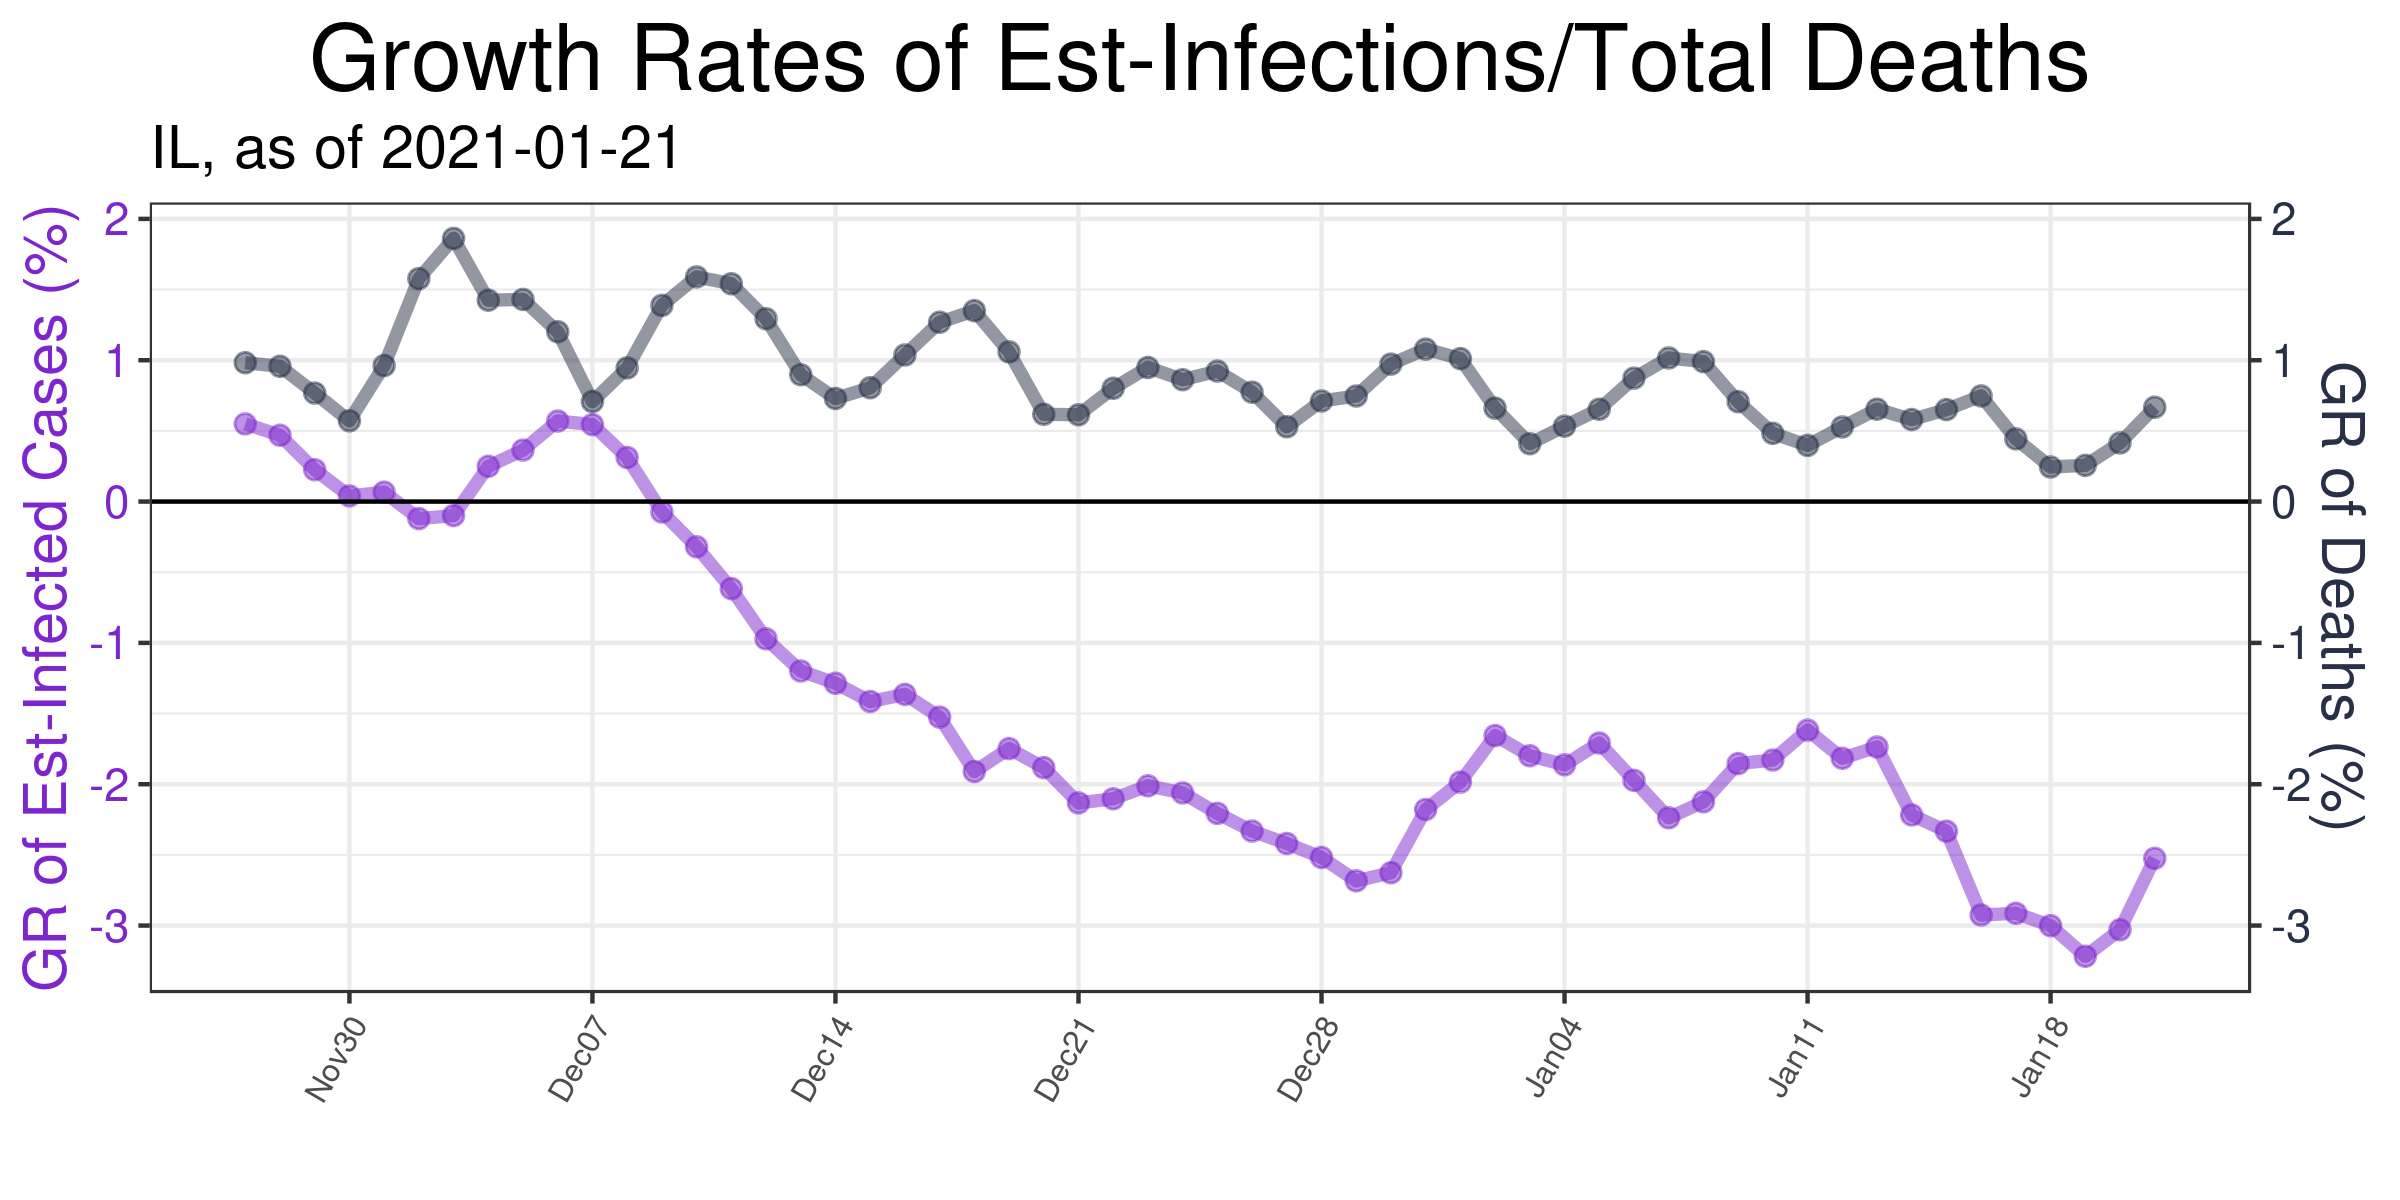 Growth Rates of Est-Infections/Total Deaths
IL, as of 2021-01-21
GR of Est-Infected Cases (%)
2
1
0
-1
-2
-3
2
1
0
-1
-2
-3
GR of Deaths (%)
Nov30
Dec07
Dec14
Dec21
Dec28
Jan04
Jan11
Jan18